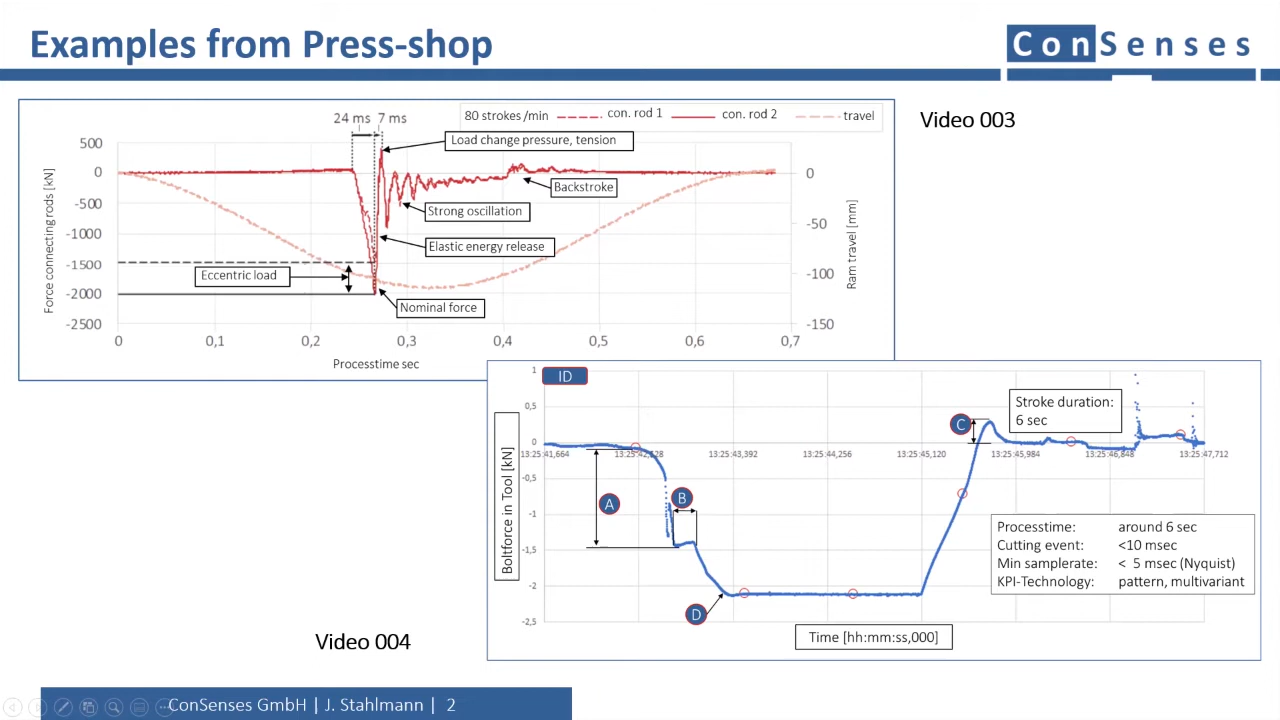 Examples from Press-shop
ConSenses
24 ms 7 ms
80 strokes /min con. rod 1 con. rod 2 travel
Video 003
Load change pressure, tension
Backstroke
Strong oscillation
Elastic energy release
Eccentric load
Nominal force
Force connecting rods [kN]
500
0
-500
-1000
-1500
-2000
-2500
0
-50
-100
-150
Ram travel [mm]
0 0,1 0,2 0,3 0,4 0,5 0,6 0,7
Processtime sec
ID
Boltforce in Tool [kN]
1
0,5
0
-0,5
-1
-1,5
-2
-2,5
13:25:41,664 13:25:42,528 13:25:43,392 13:25:44,256 13:25:45,120 13:25:45,984 13:25:46,848 13:25:47,712
A
B
C
D
Stroke duration:
6 sec
Processtime: around 6 sec
Cutting event: <10 msec
Min samplerate: < 5 msec (Nyquist)
KPI-Technology: pattern, multivariant
Time [hh:mm:ss,000]
Video 004
ConSenses GmbH | J. Stahlmann | 2